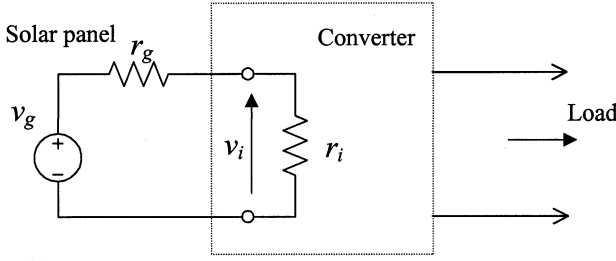 Solar panel
Converter
r_g
v_g
+
−
v_i
r_i
Load